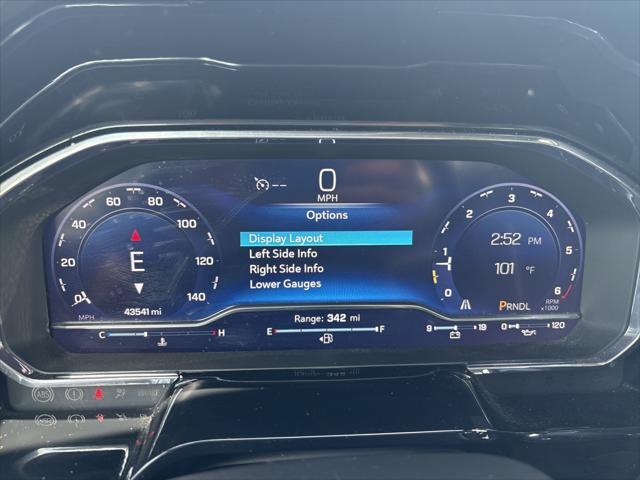 0
MPH
Options
Display Layout
Left Side Info
Right Side Info
Lower Gauges
0 20 40 60 80 100 120 140
MPH
E
43541 mi
0 1 2 3 4 5 6
2:52 PM
101 °F
PRNDL
RPM
x1000
C H
Range: 342 mi
E F
9 19
0 120
ABS